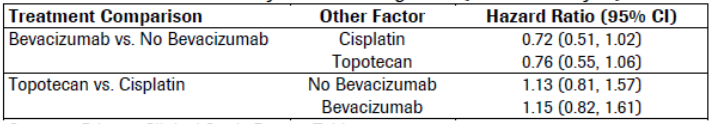 Treatment Comparison Other Factor Hazard Ratio (95% CI)
Bevacizumab vs. No Bevacizumab Cisplatin 0.72 (0.51, 1.02)
Topotecan 0.76 (0.55, 1.06)
Topotecan vs. Cisplatin No Bevacizumab 1.13 (0.81, 1.57)
Bevacizumab 1.15 (0.82, 1.61)